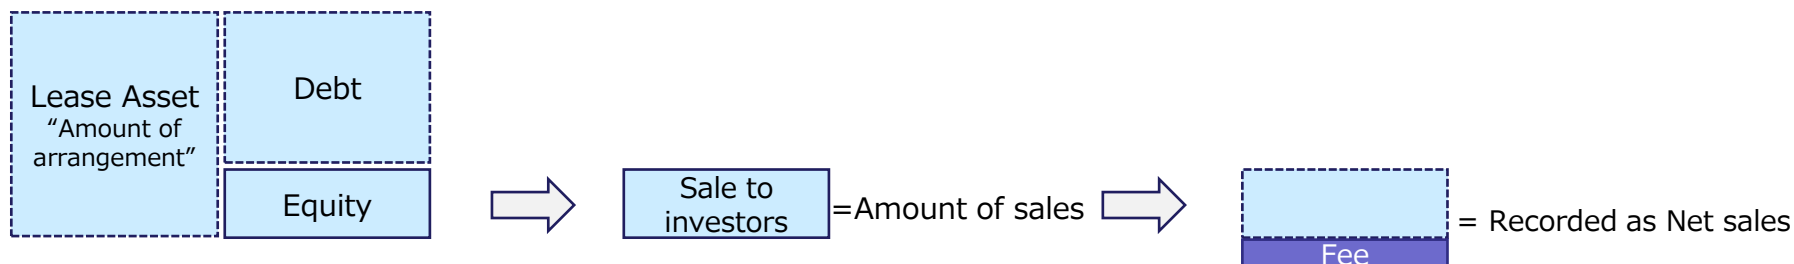 Lease Asset
“Amount of
arrangement”
Debt
Equity
Sale to
investors
=Amount of sales
= Recorded as Net sales
Fee